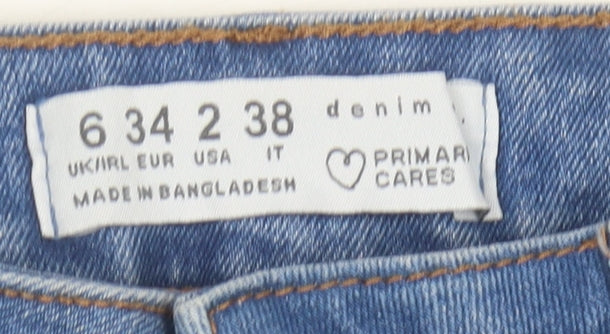 6 34 2 38
UK/IRL EUR USA IT
MADE IN BANGLADESH
denim
PRIMAR
CARES